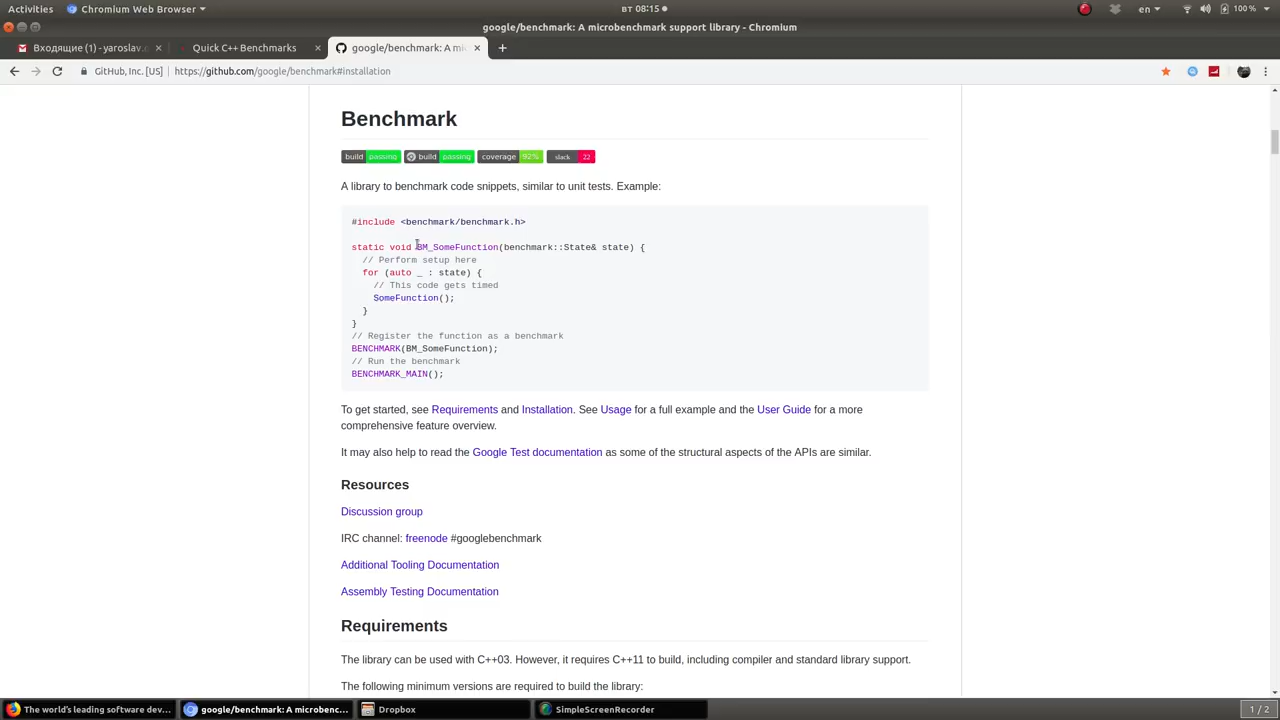 Activities Chromium Web Browser вт 08:15 en 100 %
google/benchmark: A microbenchmark support library - Chromium
Входящие (1) - yaroslav. Quick C++ Benchmarks google/benchmark: A mic
GitHub, Inc. [US] https://github.com/google/benchmark#installation
Benchmark
build passing build passing coverage 92% slack 22
A library to benchmark code snippets, similar to unit tests. Example:
#include <benchmark/benchmark.h>
static void BM_SomeFunction(benchmark::State& state) {
// Perform setup here
for (auto _ : state) {
// This code gets timed
SomeFunction();
}
}
// Register the function as a benchmark
BENCHMARK(BM_SomeFunction);
// Run the benchmark
BENCHMARK_MAIN();
To get started, see Requirements and Installation. See Usage for a full example and the User Guide for a more
comprehensive feature overview.
It may also help to read the Google Test documentation as some of the structural aspects of the APIs are similar.
Resources
Discussion group
IRC channel: freenode #googlebenchmark
Additional Tooling Documentation
Assembly Testing Documentation
Requirements
The library can be used with C++03. However, it requires C++11 to build, including compiler and standard library support.
The following minimum versions are required to build the library:
The world's leading software dev... google/benchmark: A microbenc... Dropbox SimpleScreenRecorder 1 / 2